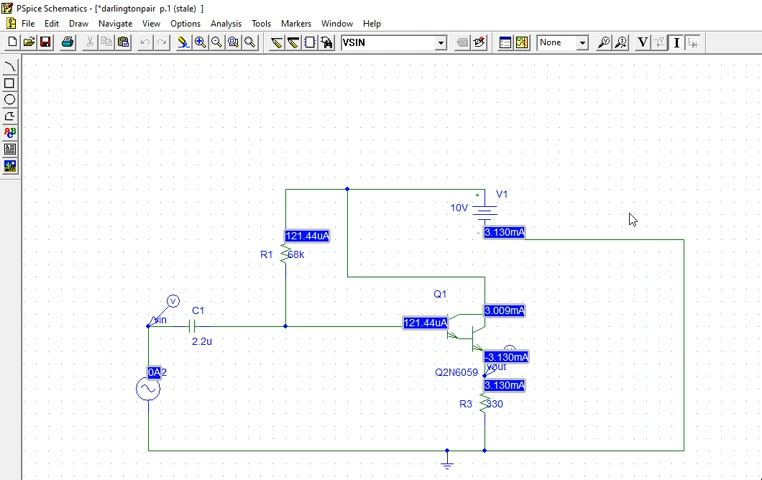 PSpice Schematics - [*darlingtonpair p.1 (stale) ]
File Edit Draw Navigate View Options Analysis Tools Markers Window Help
VSIN None V I
V1
10V
3.130mA
121.44uA
R1 68k
Q1
3.009mA
121.44uA
V
vin
C1
2.2u
-3.130mA
Vout
Q2N6059
0A 2
3.130mA
R3 330